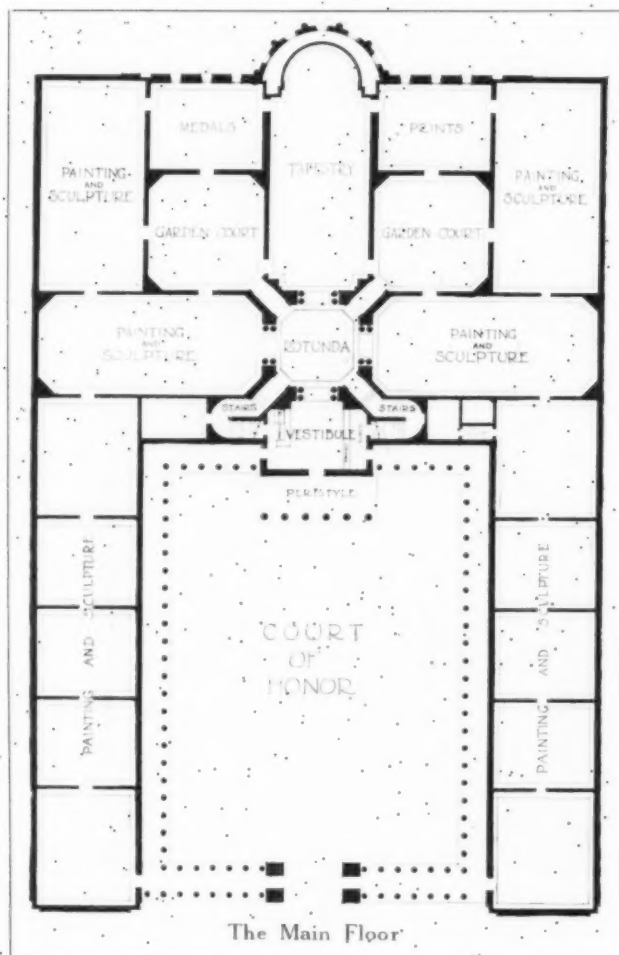 MEDALS
PRINTS
TAPESTRY
PAINTING
AND
SCULPTURE
PAINTING
AND
SCULPTURE
GARDEN COURT
GARDEN COURT
PAINTING
AND
SCULPTURE
ROTUNDA
PAINTING
AND
SCULPTURE
STAIRS
STAIRS
VESTIBULE
PERISTYLE
PAINTING AND SCULPTURE
COURT
OF
HONOR
PAINTING AND SCULPTURE
The Main Floor